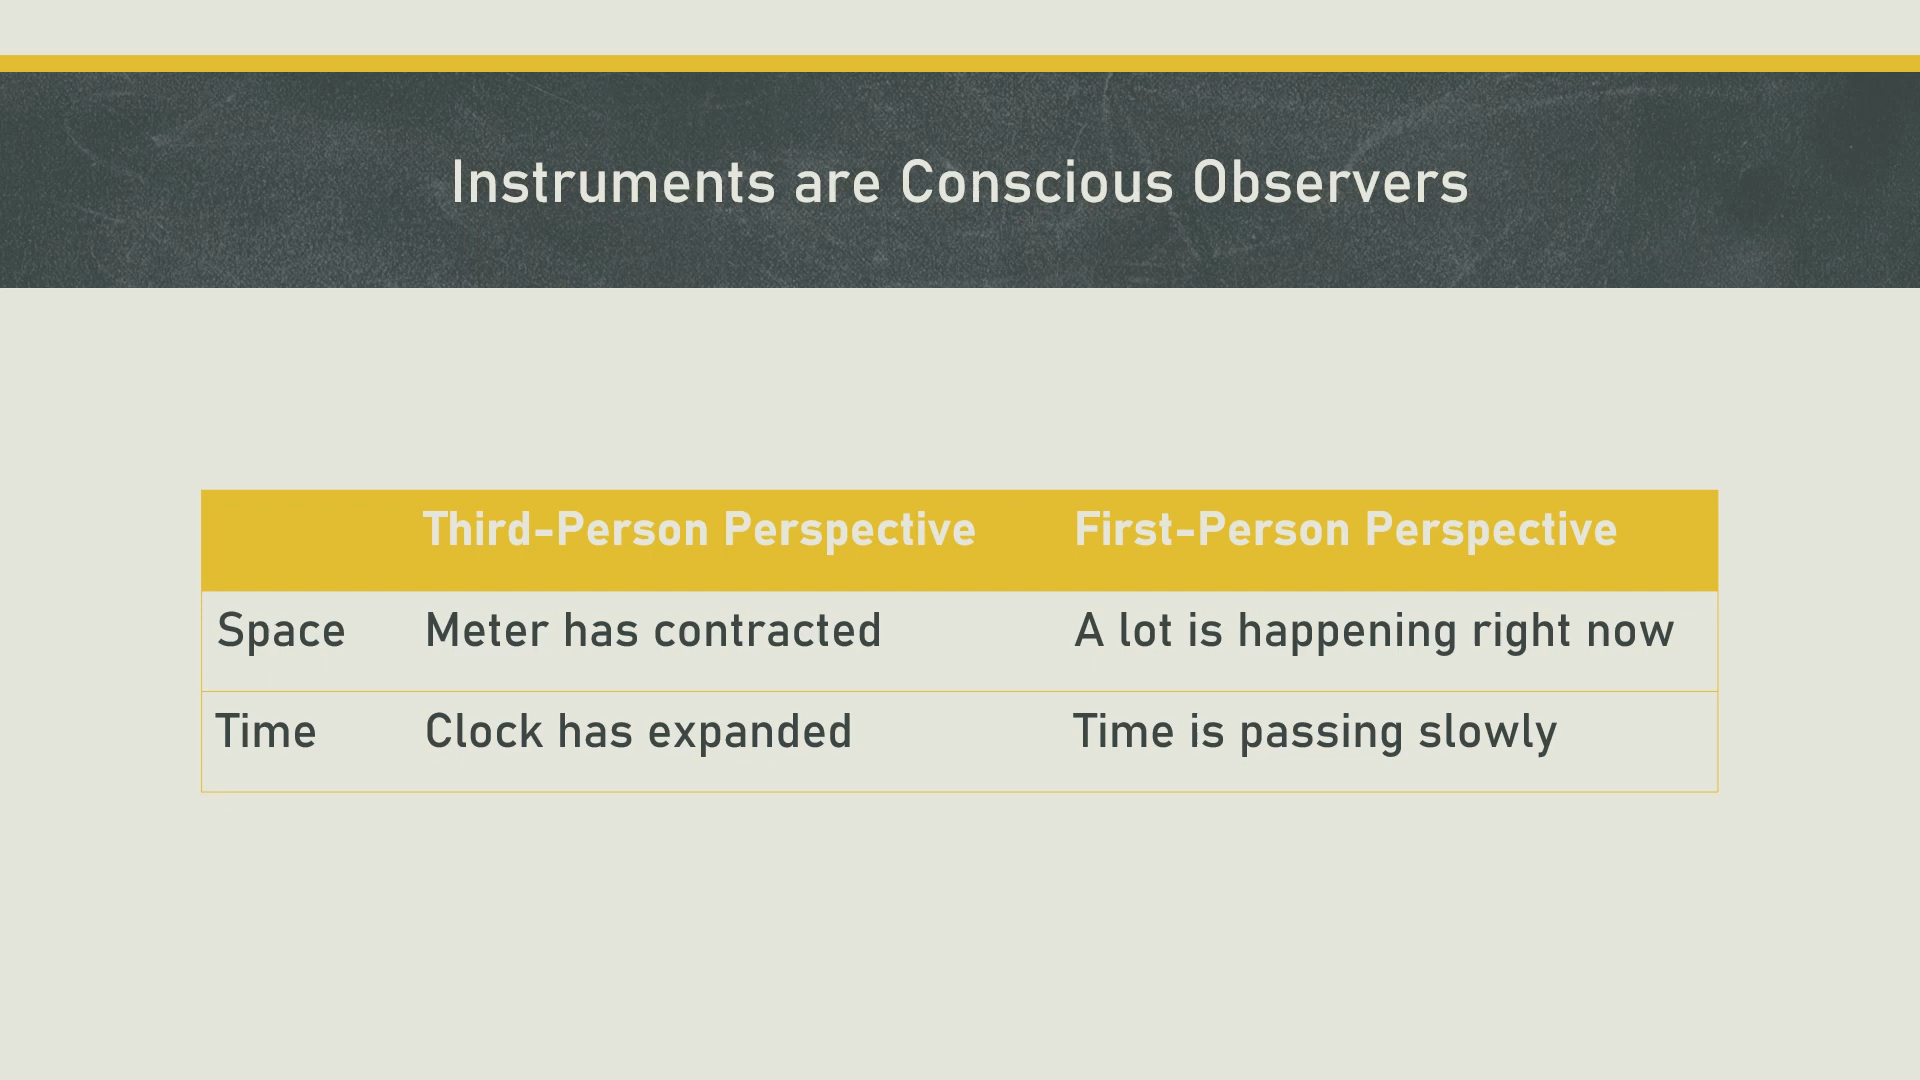 Instruments are Conscious Observers
Third-Person Perspective First-Person Perspective
Space Meter has contracted A lot is happening right now
Time Clock has expanded Time is passing slowly